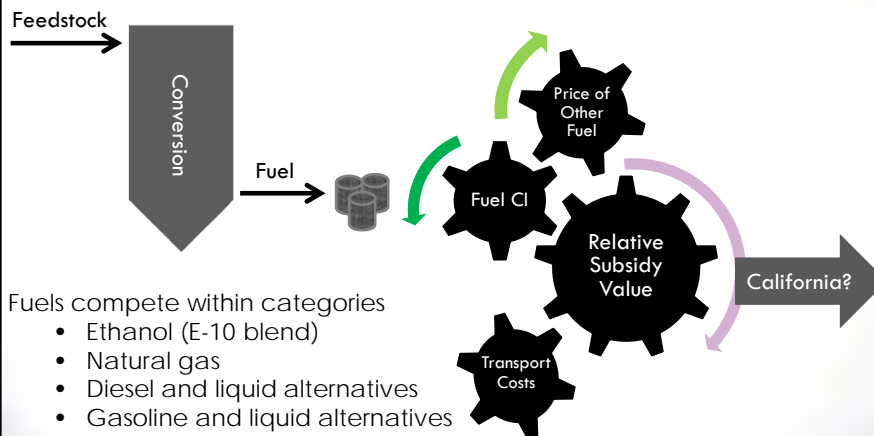 Feedstock
Conversion
Fuel
Price of
Other
Fuel
Fuel CI
Relative
Subsidy
Value
California?
Transport
Costs
Fuels compete within categories
• Ethanol (E-10 blend)
• Natural gas
• Diesel and liquid alternatives
• Gasoline and liquid alternatives